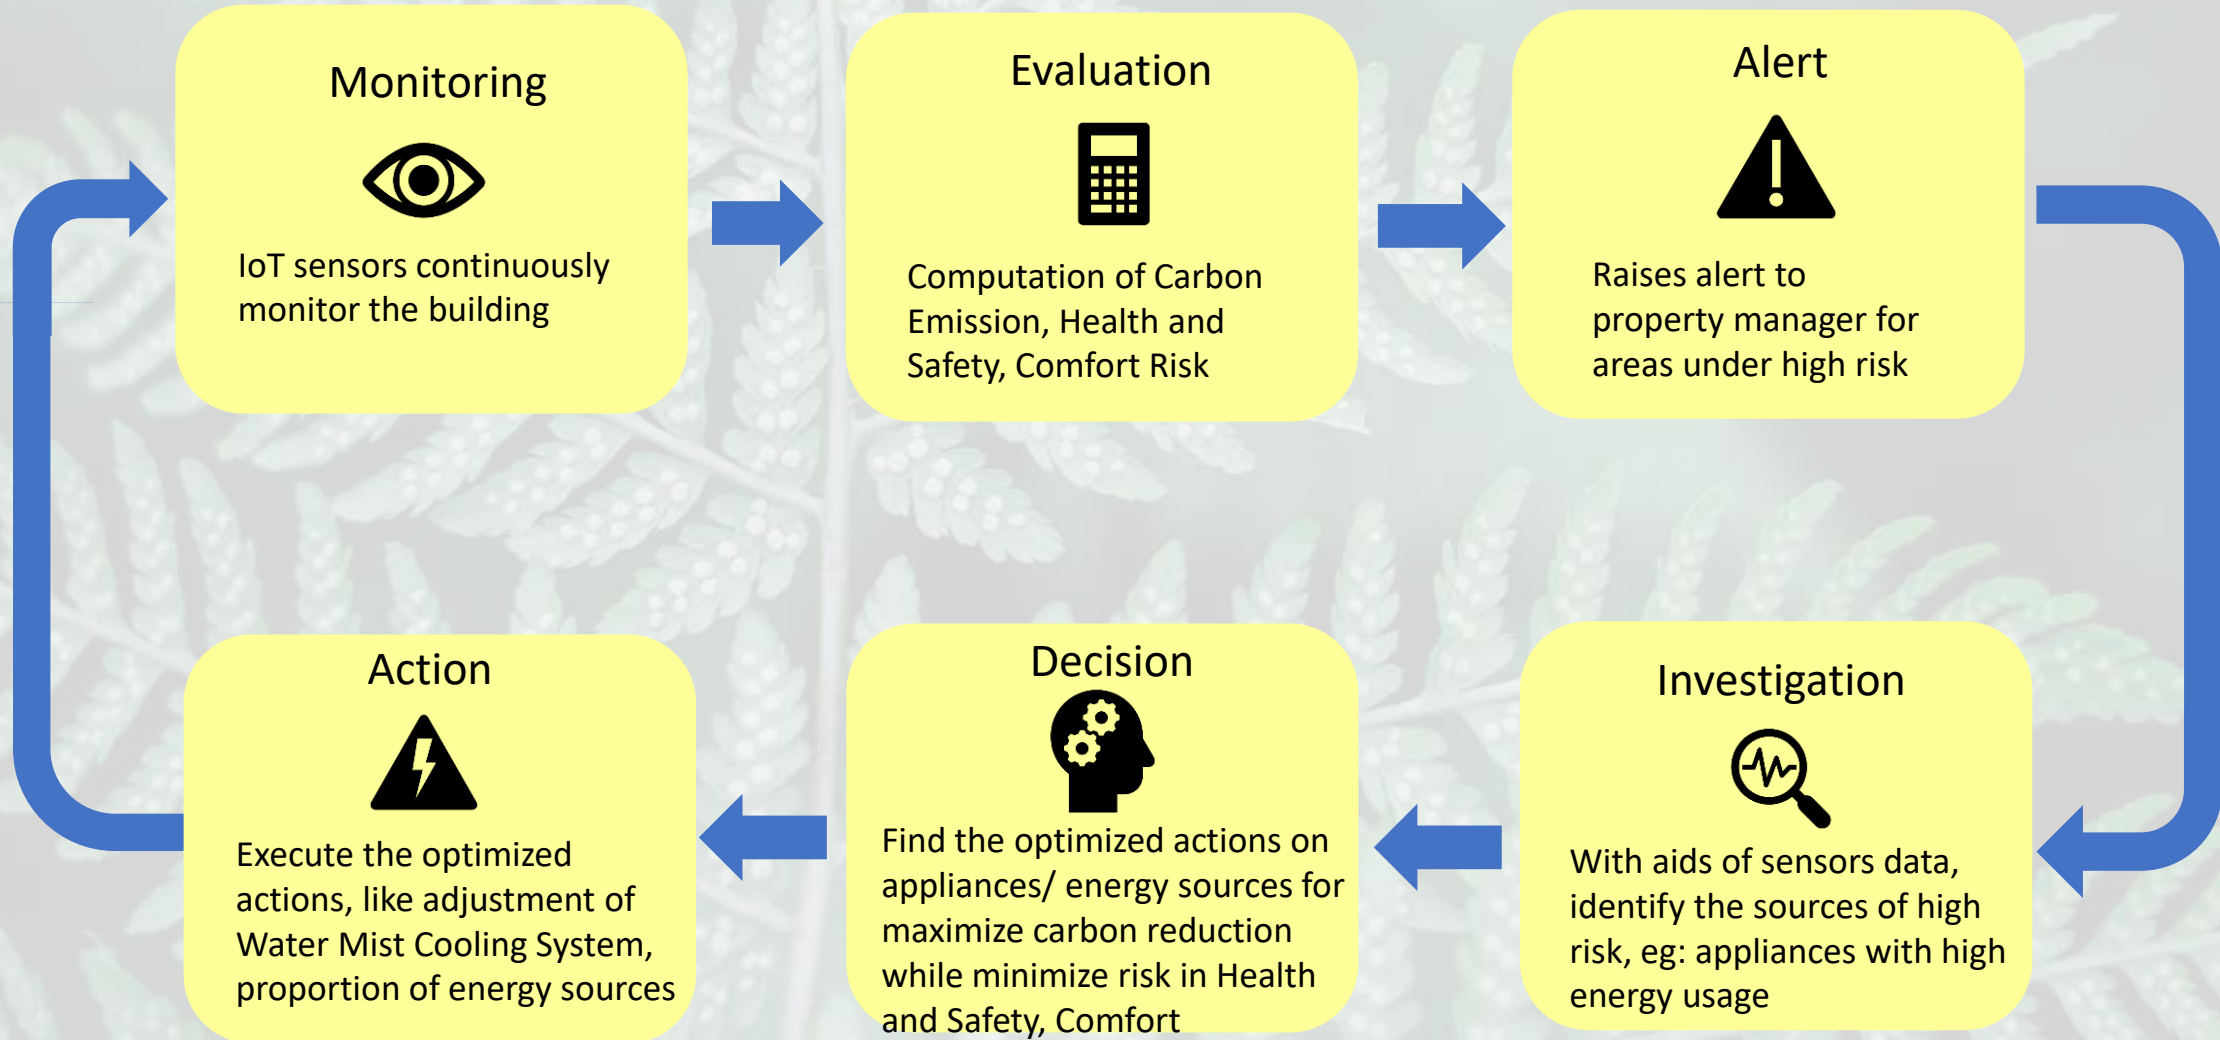 Monitoring
IoT sensors continuously
monitor the building
Evaluation
Computation of Carbon
Emission, Health and
Safety, Comfort Risk
Alert
Raises alert to
property manager for
areas under high risk
Action
Execute the optimized
actions, like adjustment of
Water Mist Cooling System,
proportion of energy sources
Decision
Find the optimized actions on
appliances/ energy sources for
maximize carbon reduction
while minimize risk in Health
and Safety, Comfort
Investigation
With aids of sensors data,
identify the sources of high
risk, eg: appliances with high
energy usage